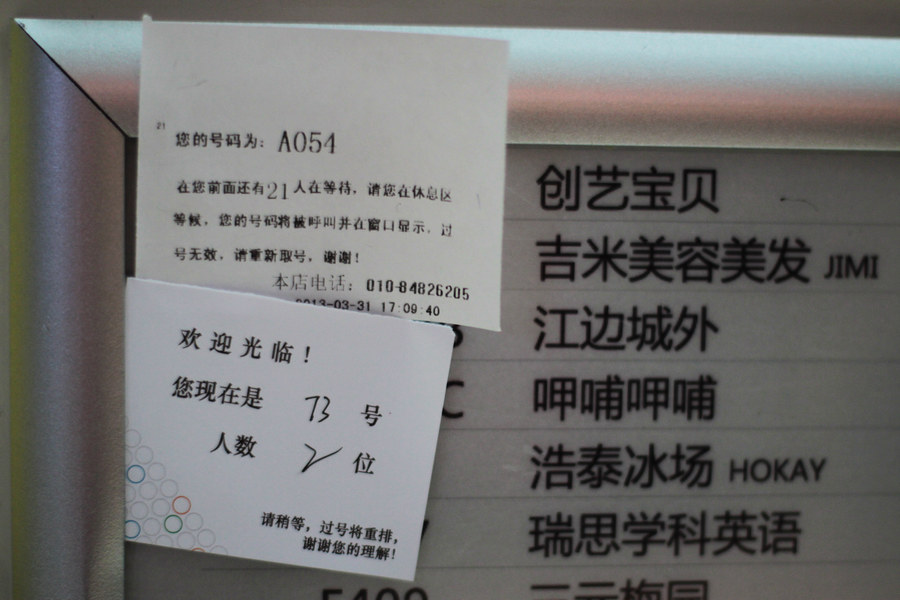 21
您的号码为: A054
在您前面还有21人在等待, 请您在休息区
等候, 您的号码将被呼叫并在窗口显示. 过
号无效, 请重新取号, 谢谢!
本店电话: 010-84826205
2013-03-31 17:09:40
欢迎光临!
您现在是 73 号
人数 2 位
请稍等, 过号将重排,
谢谢您的理解!
创艺宝贝
吉米美容美发 JIMI
江边城外
C 呷哺呷哺
浩泰冰场 HOKAY
瑞思学科英语
三元梅园